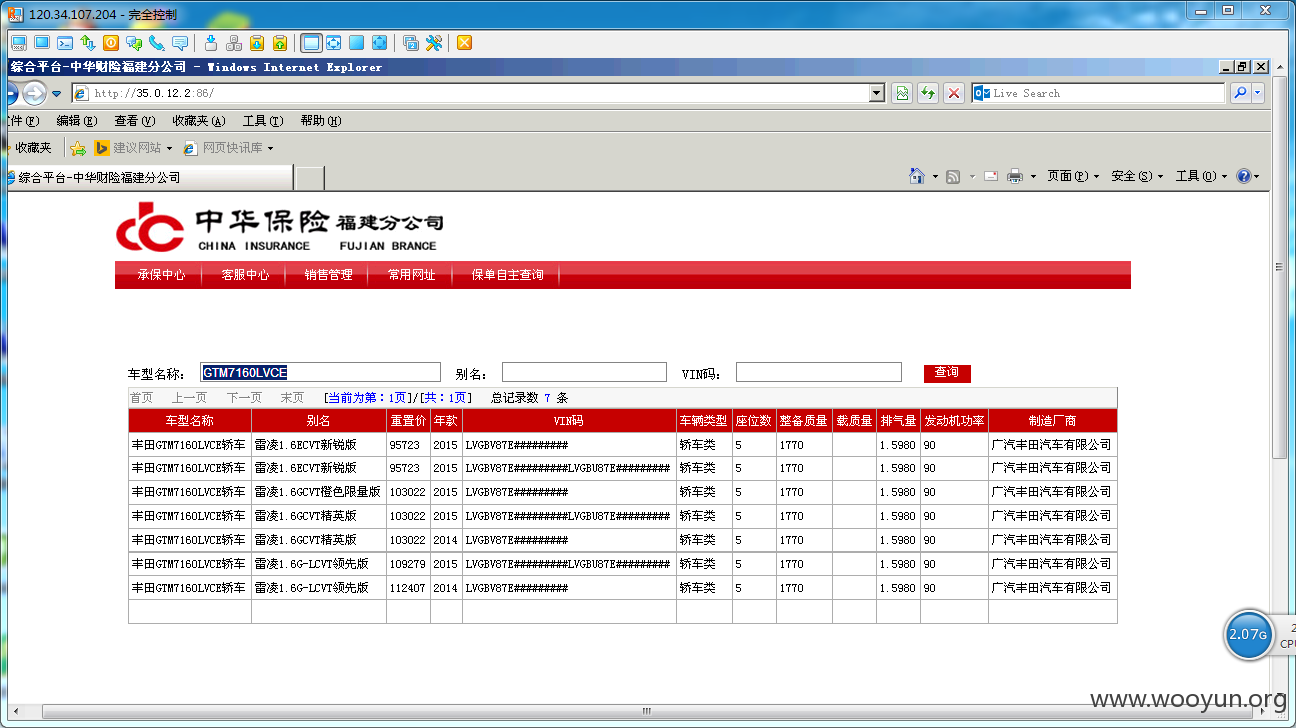 120.34.107.204 - 完全控制
综合平台-中华财险福建分公司 - Windows Internet Explorer
http://35.0.12.2:86/
Live Search
件(F) 编辑(E) 查看(V) 收藏夹(A) 工具(T) 帮助(H)
收藏夹 建议网站 网页快讯库
综合平台-中华财险福建分公司
页面(P) 安全(S) 工具(O)
中华保险 福建分公司
CHINA INSURANCE FUJIAN BRANCE
承保中心 客服中心 销售管理 常用网址 保单自主查询
车型名称： GTM7160LVCE 别名： VIN码： 查询
首页 上一页 下一页 末页 [当前为第：1页]/[共：1页] 总记录数 7 条
车型名称 别名 重置价 年款 VIN码 车辆类型 座位数 整备质量 载质量 排气量 发动机功率 制造厂商
丰田GTM7160LVCE轿车 雷凌1.6ECVT新锐版 95723 2015 LVGBV87E######### 轿车类 5 1770 1.5980 90 广汽丰田汽车有限公司
丰田GTM7160LVCE轿车 雷凌1.6ECVT新锐版 95723 2015 LVGBV87E#########LVGBU87E######### 轿车类 5 1770 1.5980 90 广汽丰田汽车有限公司
丰田GTM7160LVCE轿车 雷凌1.6GCVT橙色限量版 103022 2015 LVGBV87E######### 轿车类 5 1770 1.5980 90 广汽丰田汽车有限公司
丰田GTM7160LVCE轿车 雷凌1.6GCVT精英版 103022 2015 LVGBV87E#########LVGBU87E######### 轿车类 5 1770 1.5980 90 广汽丰田汽车有限公司
丰田GTM7160LVCE轿车 雷凌1.6GCVT精英版 103022 2014 LVGBV87E######### 轿车类 5 1770 1.5980 90 广汽丰田汽车有限公司
丰田GTM7160LVCE轿车 雷凌1.6G-LCVT领先版 109279 2015 LVGBV87E#########LVGBU87E######### 轿车类 5 1770 1.5980 90 广汽丰田汽车有限公司
丰田GTM7160LVCE轿车 雷凌1.6G-LCVT领先版 112407 2014 LVGBV87E######### 轿车类 5 1770 1.5980 90 广汽丰田汽车有限公司
2.07G
CPU
www.wooyun.org